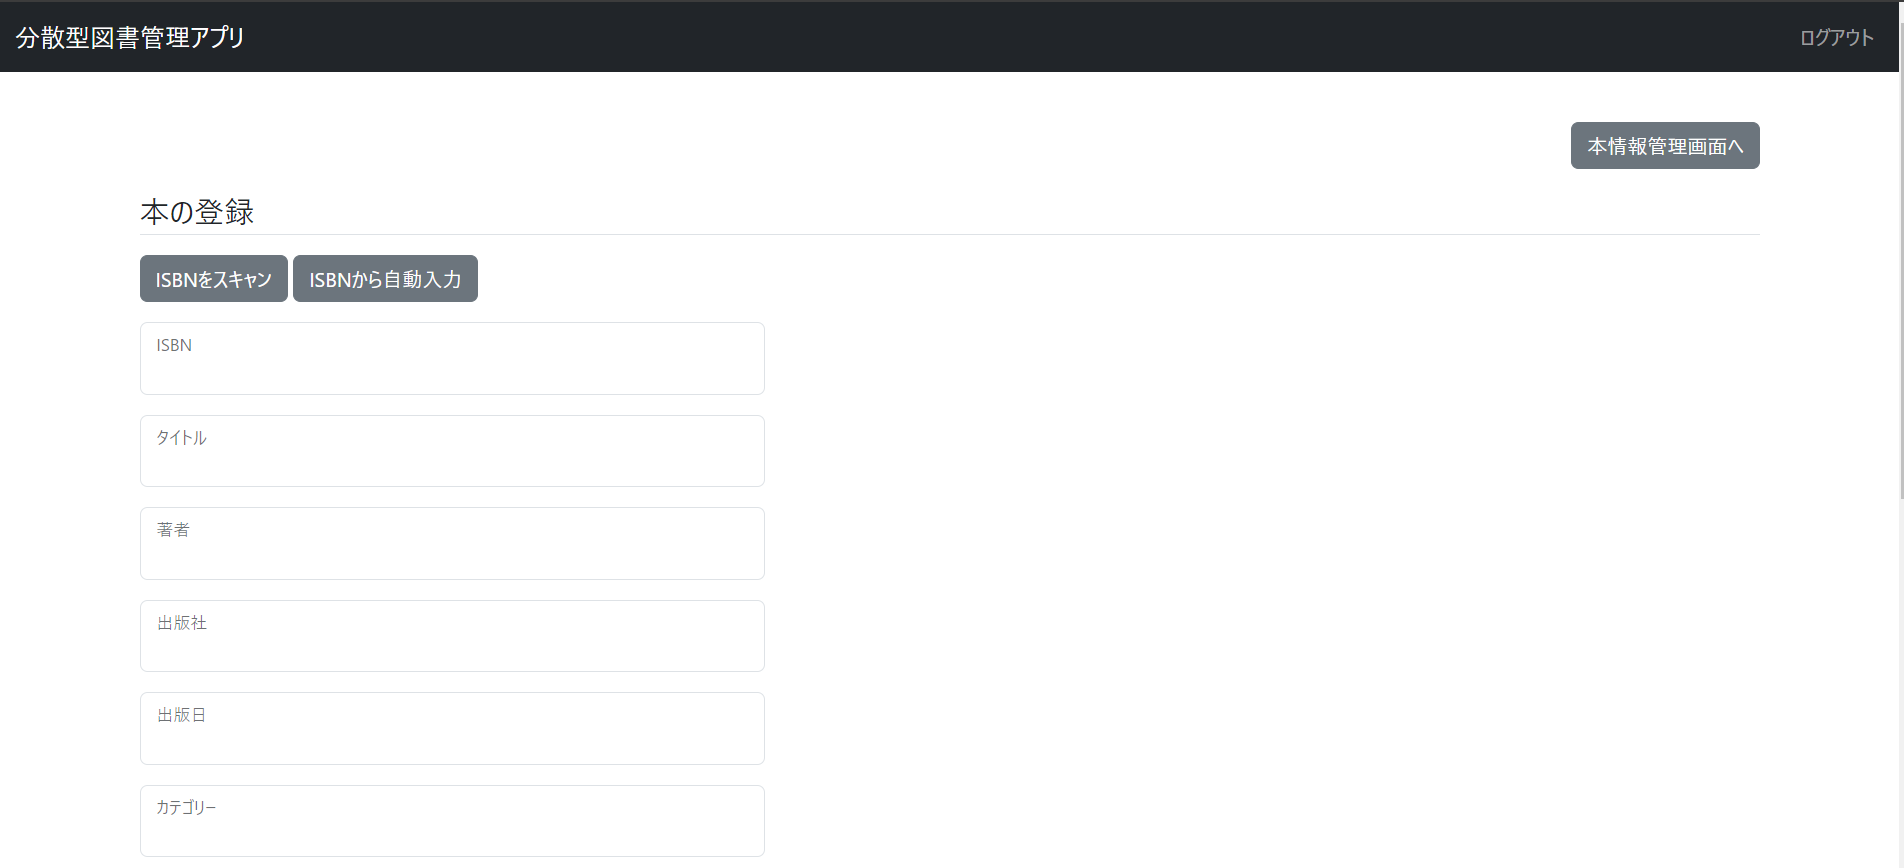 分散型図書管理アプリ
ログアウト
本情報管理画面へ
本の登録
ISBNをスキャン
ISBNから自動入力
ISBN
タイトル
著者
出版社
出版日
カテゴリー